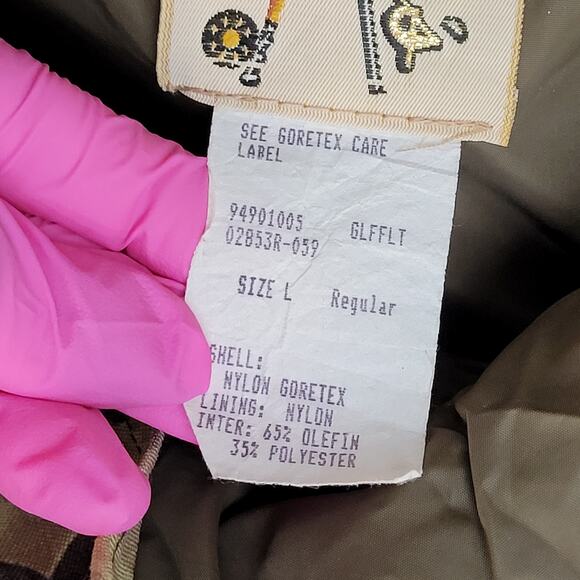 SEE GORETEX CARE
LABEL
94901005 GLFFLT
02853R-059
SIZE L Regular
SHELL:
NYLON GORETEX
LINING: NYLON
INTER: 65% OLEFIN
35% POLYESTER